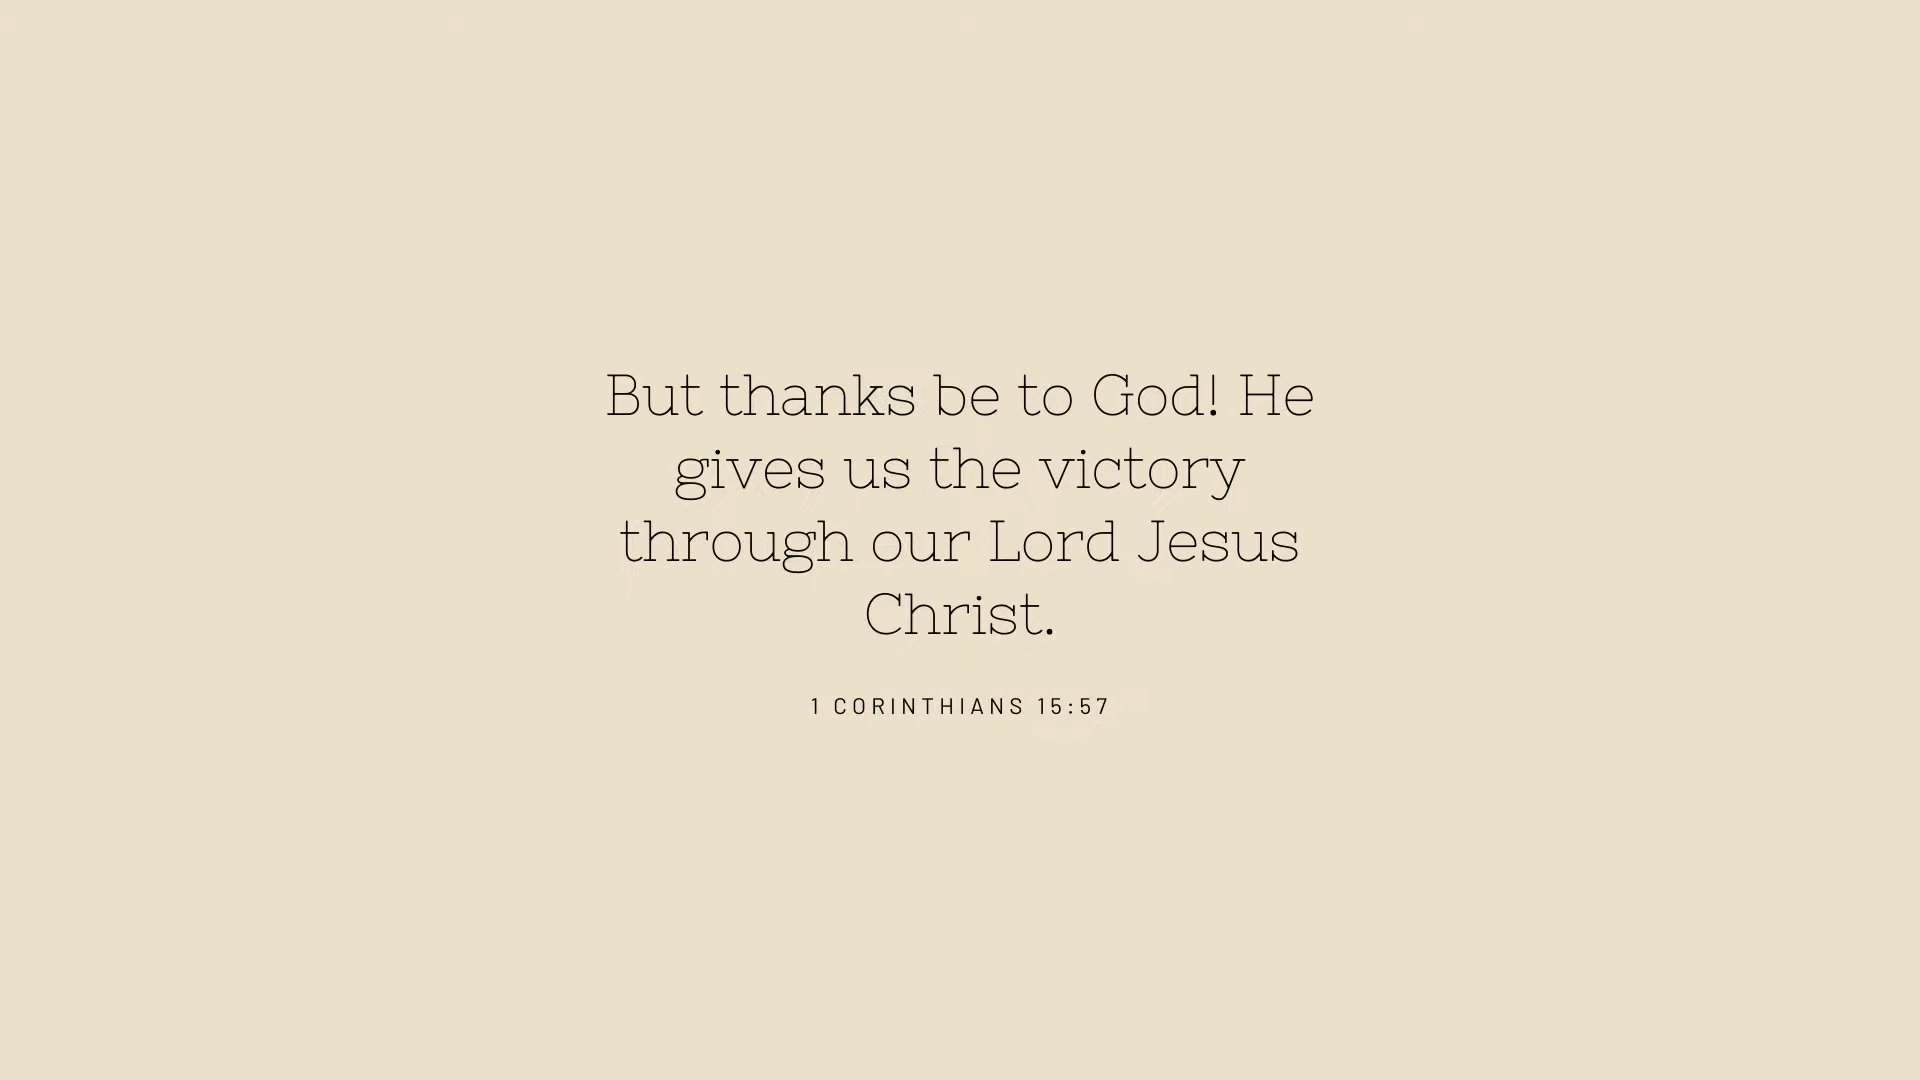 But thanks be to God! He
gives us the victory
through our Lord Jesus
Christ.
1 CORINTHIANS 15:57